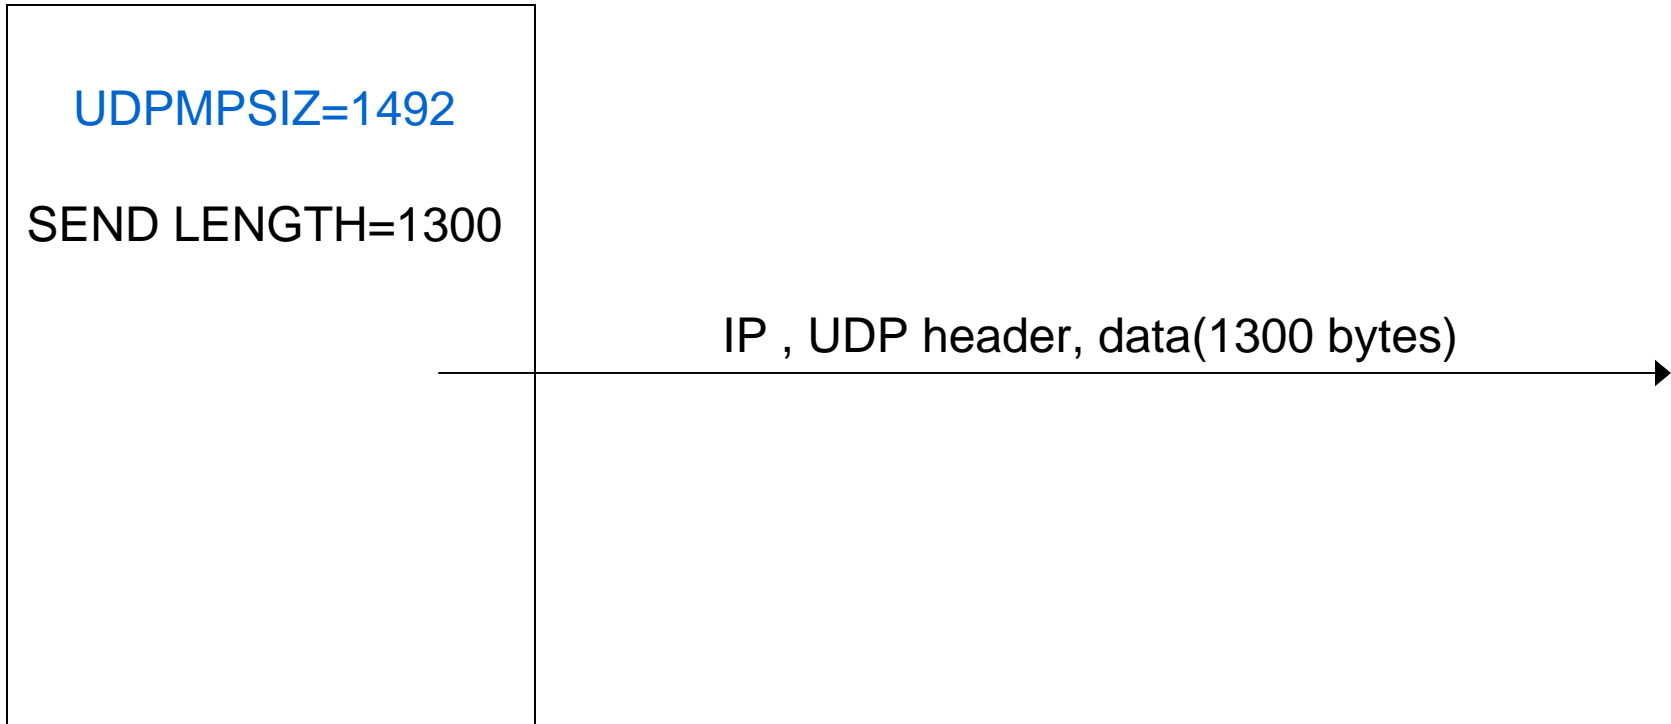 UDPMPSIZ=1492
SEND LENGTH=1300
IP , UDP header, data(1300 bytes)